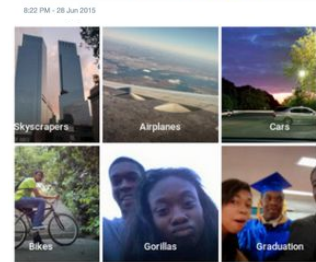 8:22 PM - 28 Jun 2015
Skyscrapers
Airplanes
Cars
Bikes
Gorillas
Graduation